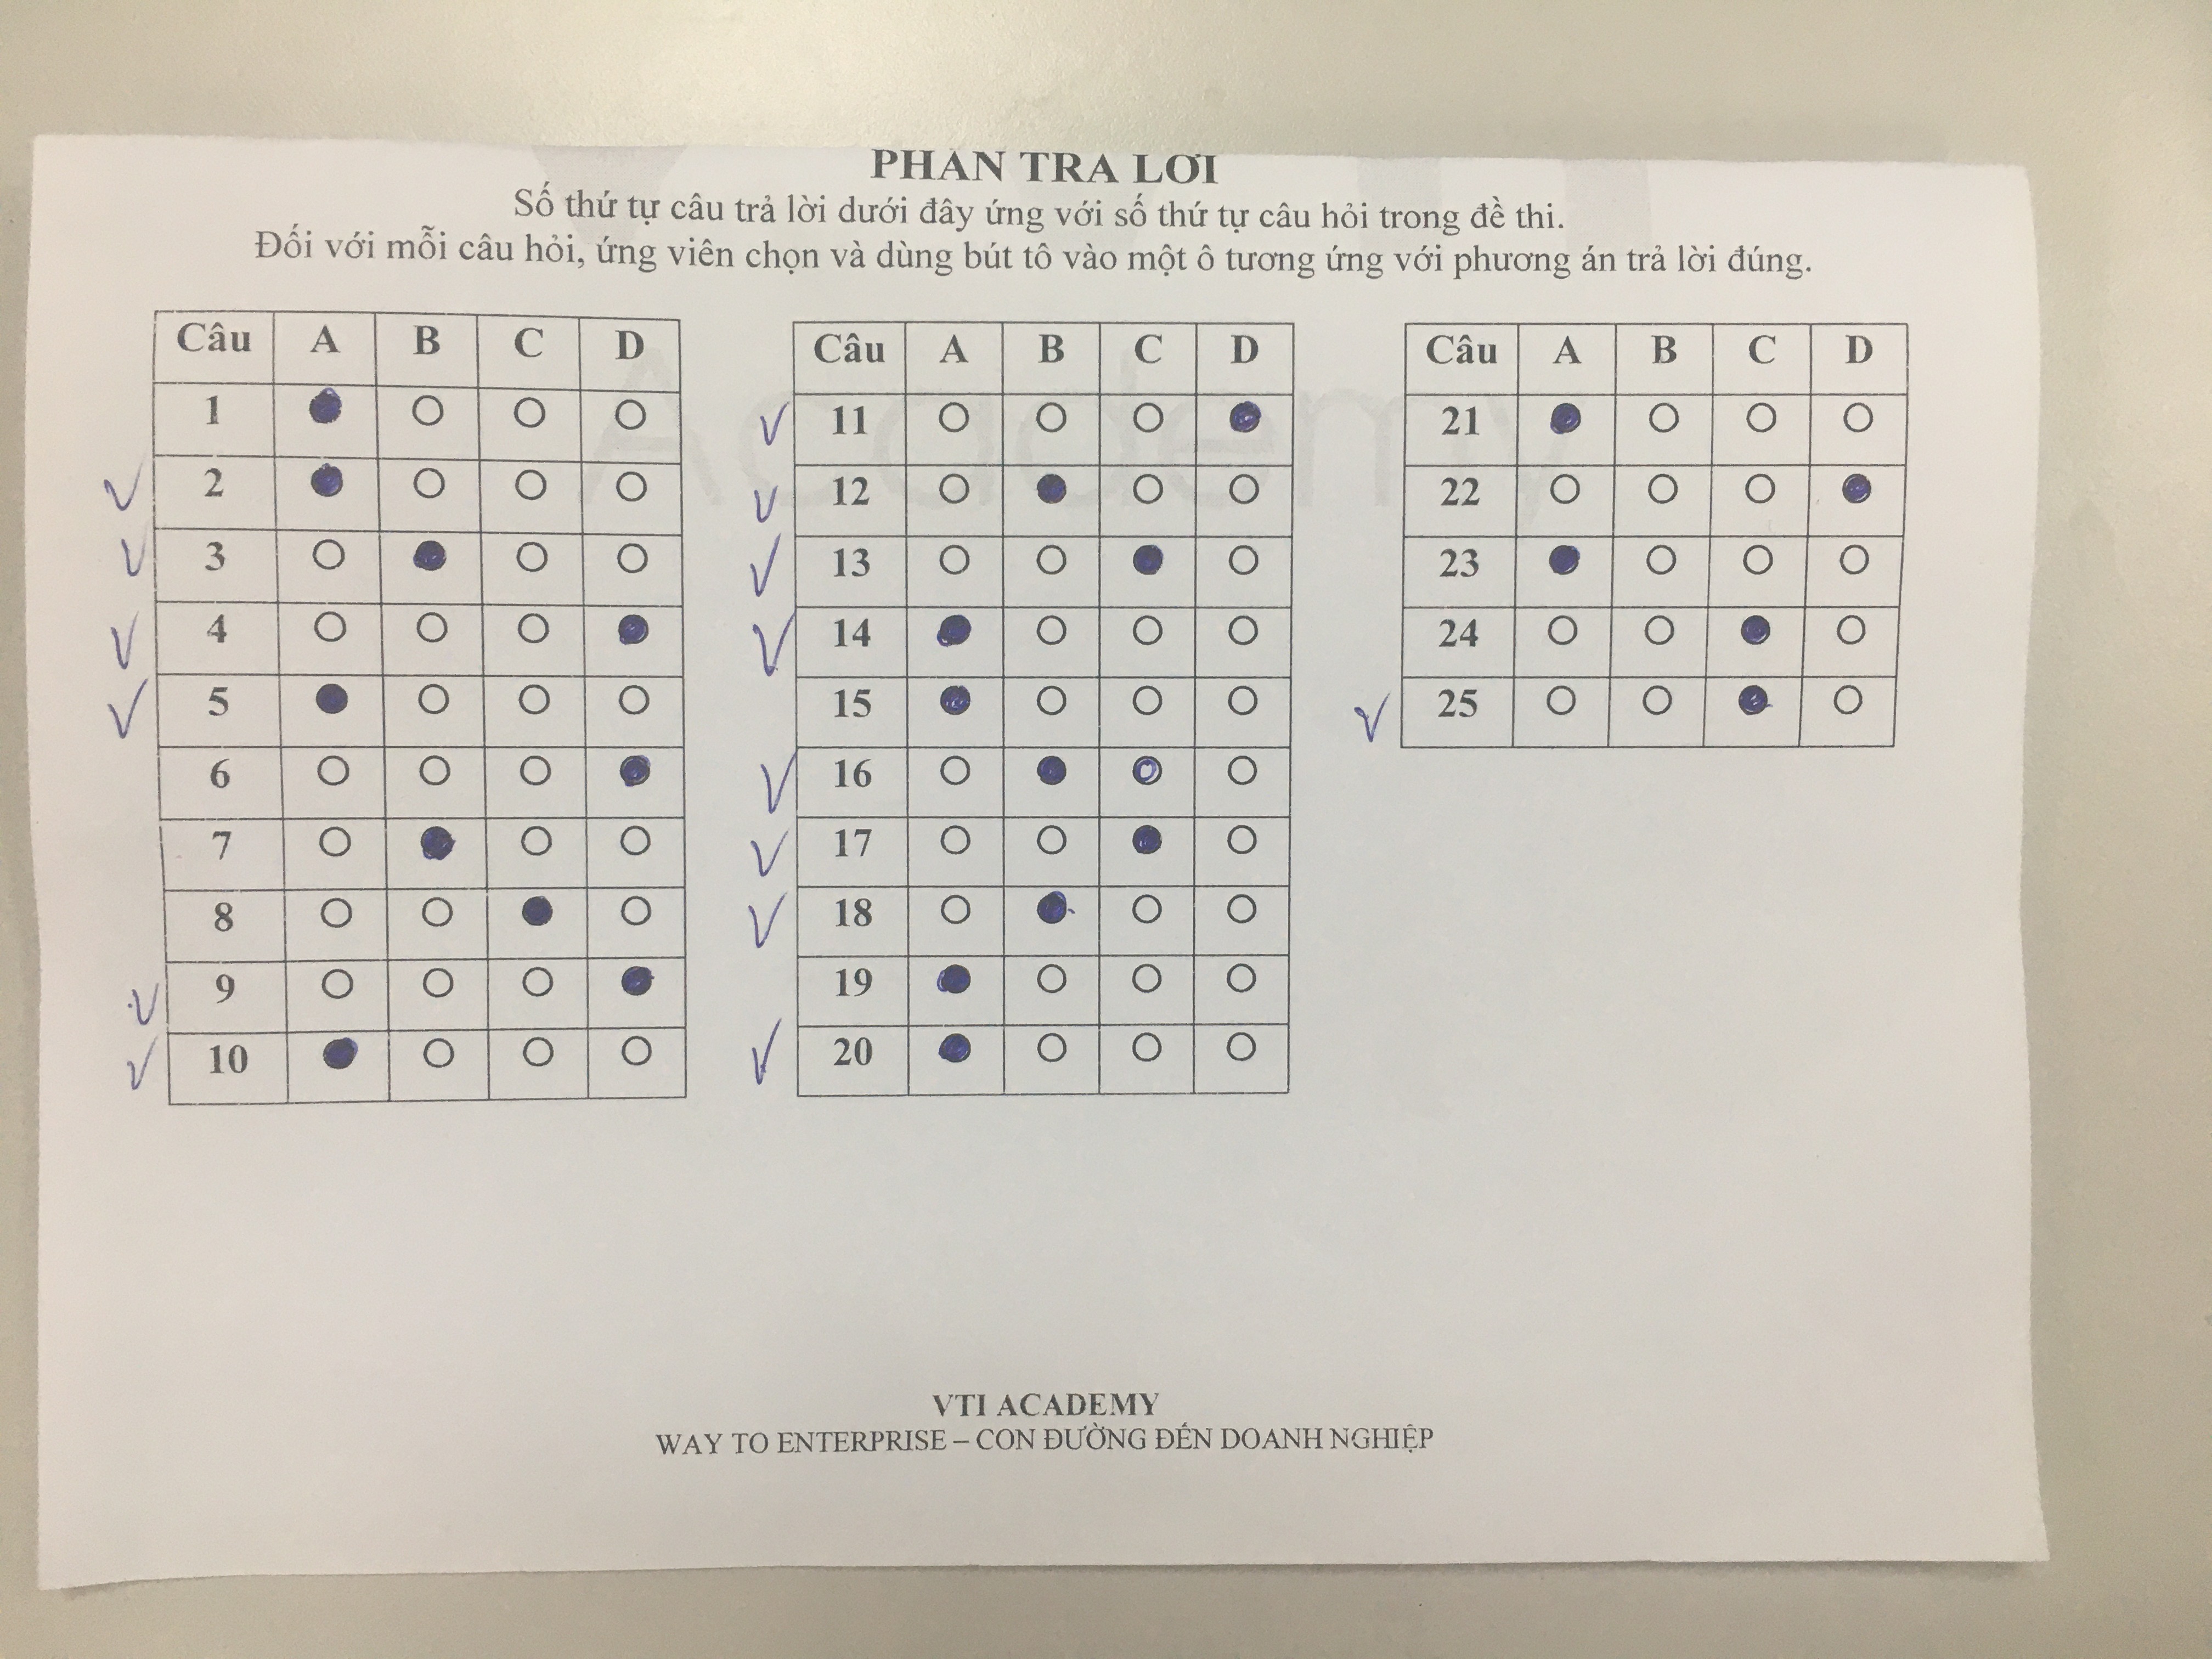 PHẦN TRẢ LỜI
Số thứ tự câu trả lời dưới đây ứng với số thứ tự câu hỏi trong đề thi.
Đối với mỗi câu hỏi, ứng viên chọn và dùng bút tô vào một ô tương ứng với phương án trả lời đúng.
Câu A B C D
1
2
3
4
5
6
7
8
9
10
Câu A B C D
11
12
13
14
15
16
17
18
19
20
Câu A B C D
21
22
23
24
25
Academy
VTI ACADEMY
WAY TO ENTERPRISE – CON ĐƯỜNG ĐẾN DOANH NGHIỆP